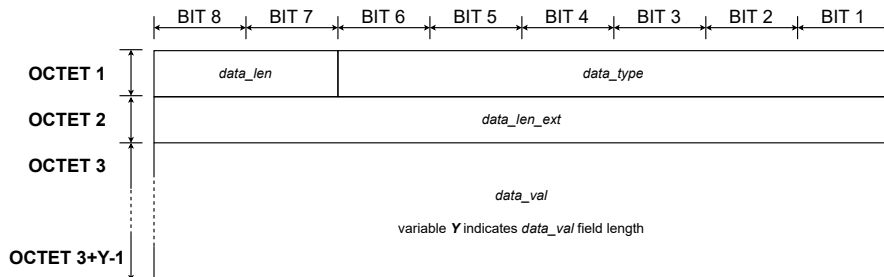 BIT 8 BIT 7 BIT 6 BIT 5 BIT 4 BIT 3 BIT 2 BIT 1
OCTET 1 data_len data_type
OCTET 2 data_len_ext
OCTET 3
data_val
variable Y indicates data_val field length
OCTET 3+Y-1